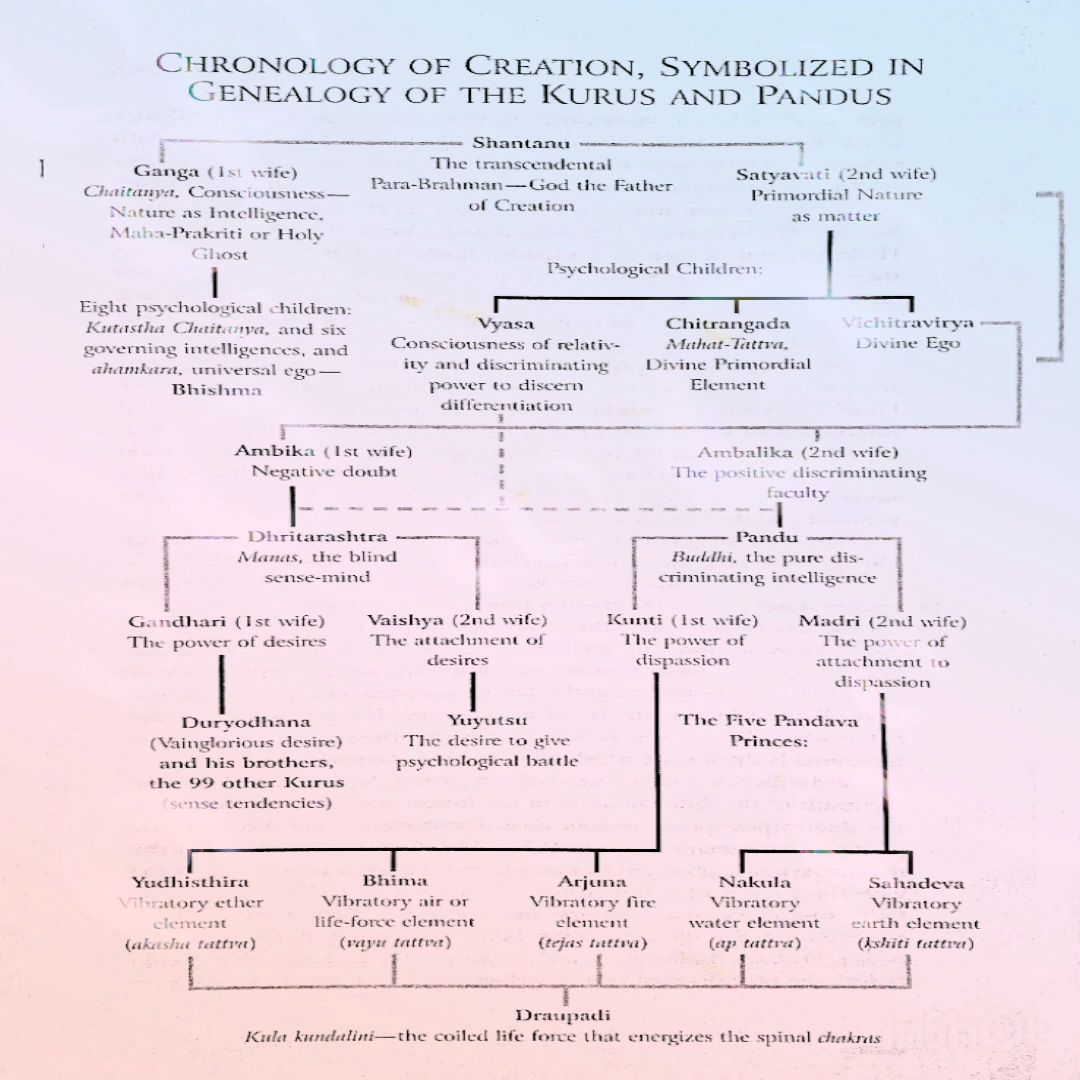 CHRONOLOGY OF CREATION, SYMBOLIZED IN
GENEALOGY OF THE KURUS AND PANDUS
Shantanu
The transcendental
Para-Brahman—God the Father
of Creation
Ganga (1st wife)
Chaitanya, Consciousness—
Nature as Intelligence,
Maha-Prakriti or Holy
Ghost
Satyavati (2nd wife)
Primordial Nature
as matter
Eight psychological children:
Kutastha Chaitanya, and six
governing intelligences, and
ahamkara, universal ego—
Bhishma
Psychological Children:
Vyasa
Consciousness of relativ-
ity and discriminating
power to discern
differentiation
Chitrangada
Mahat-Tattva,
Divine Primordial
Element
Vichitravirya
Divine Ego
Ambika (1st wife)
Negative doubt
Ambalika (2nd wife)
The positive discriminating
faculty
Dhritarashtra
Manas, the blind
sense-mind
Pandu
Buddhi, the pure dis-
criminating intelligence
Gandhari (1st wife)
The power of desires
Vaishya (2nd wife)
The attachment of
desires
Kunti (1st wife)
The power of
dispassion
Madri (2nd wife)
The power of
attachment to
dispassion
Duryodhana
(Vainglorious desire)
and his brothers,
the 99 other Kurus
(sense tendencies)
Yuyutsu
The desire to give
psychological battle
The Five Pandava
Princes:
Yudhisthira
Vibratory ether
element
(akasha tattva)
Bhima
Vibratory air or
life-force element
(vayu tattva)
Arjuna
Vibratory fire
element
(tejas tattva)
Nakula
Vibratory
water element
(ap tattva)
Sahadeva
Vibratory
earth element
(kshiti tattva)
Draupadi
Kula kundalini—the coiled life force that energizes the spinal chakras